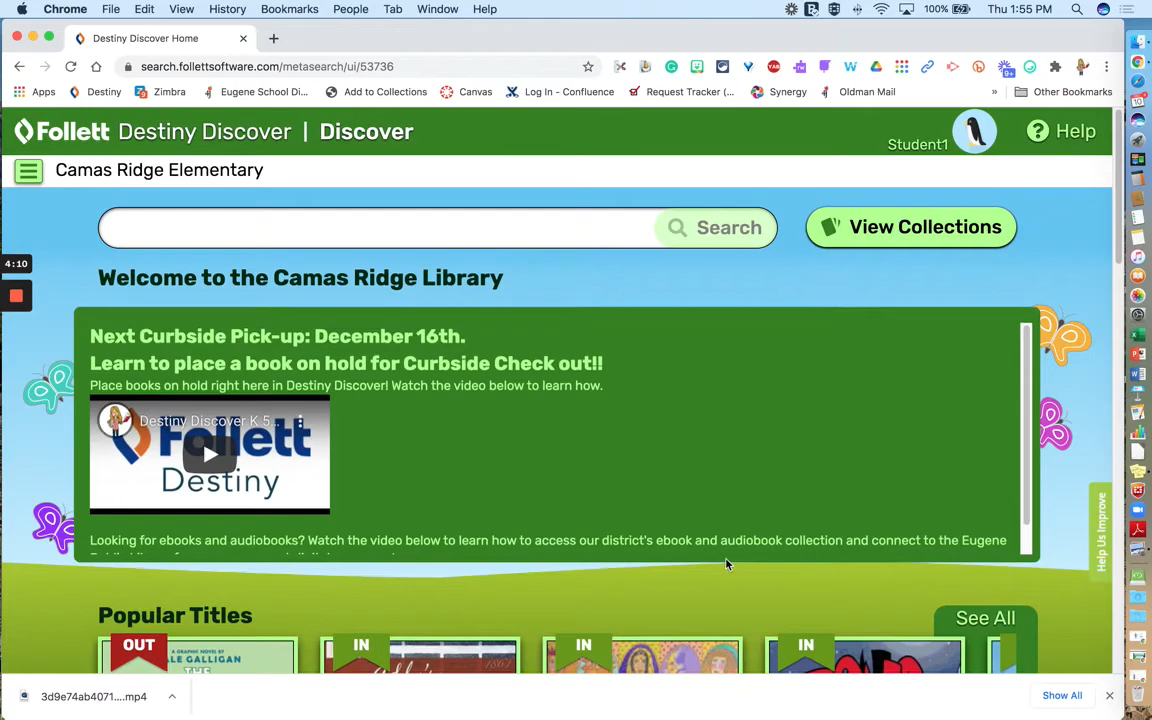 Chrome File Edit View History Bookmarks People Tab Window Help 100% Thu 1:55 PM
Destiny Discover Home
search.follettsoftware.com/metasearch/ui/53736
Apps Destiny Zimbra Eugene School Di... Add to Collections Canvas Log In - Confluence Request Tracker (... Synergy Oldman Mail » Other Bookmarks
Follett Destiny Discover | Discover
Student1
Help
Camas Ridge Elementary
Search
View Collections
4:10
Welcome to the Camas Ridge Library
Next Curbside Pick-up: December 16th.
Learn to place a book on hold for Curbside Check out!!
Place books on hold right here in Destiny Discover! Watch the video below to learn how.
Destiny Discover K 5...
Follett
Destiny
Looking for ebooks and audiobooks? Watch the video below to learn how to access our district's ebook and audiobook collection and connect to the Eugene
Help Us Improve
Popular Titles
See All
OUT
IN
IN
IN
A GRAPHIC NOVEL BY
ALE GALLIGAN
THE
3d9e74ab4071....mp4
Show All